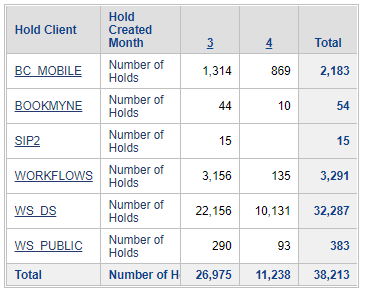 Hold Client Hold Created Month 3 4 Total
BC_MOBILE Number of Holds 1,314 869 2,183
BOOKMYNE Number of Holds 44 10 54
SIP2 Number of Holds 15 15
WORKFLOWS Number of Holds 3,156 135 3,291
WS_DS Number of Holds 22,156 10,131 32,287
WS_PUBLIC Number of Holds 290 93 383
Total Number of H 26,975 11,238 38,213